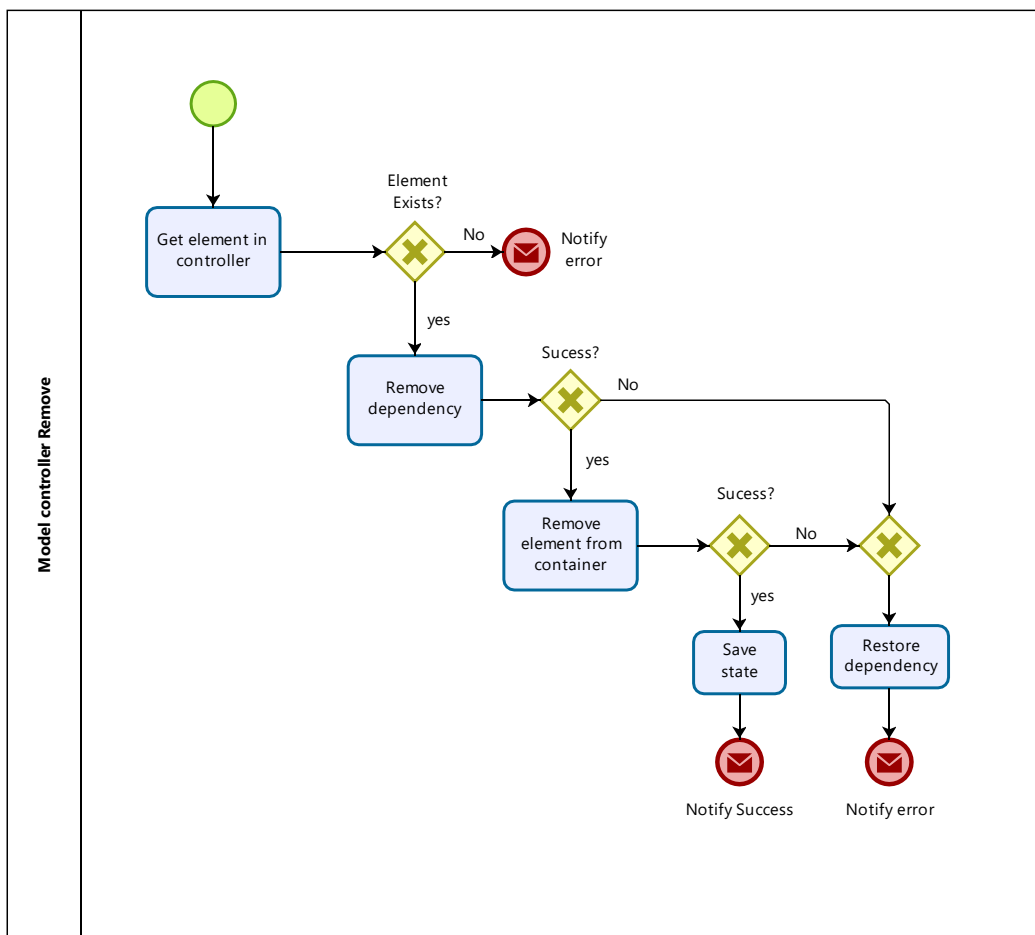 Model controller Remove
Element
Exists?
Get element in
controller
No
Notify
error
yes
Sucess?
Remove
dependency
No
yes
Sucess?
Remove
element from
container
No
yes
Save
state
Restore
dependency
Notify Success
Notify error